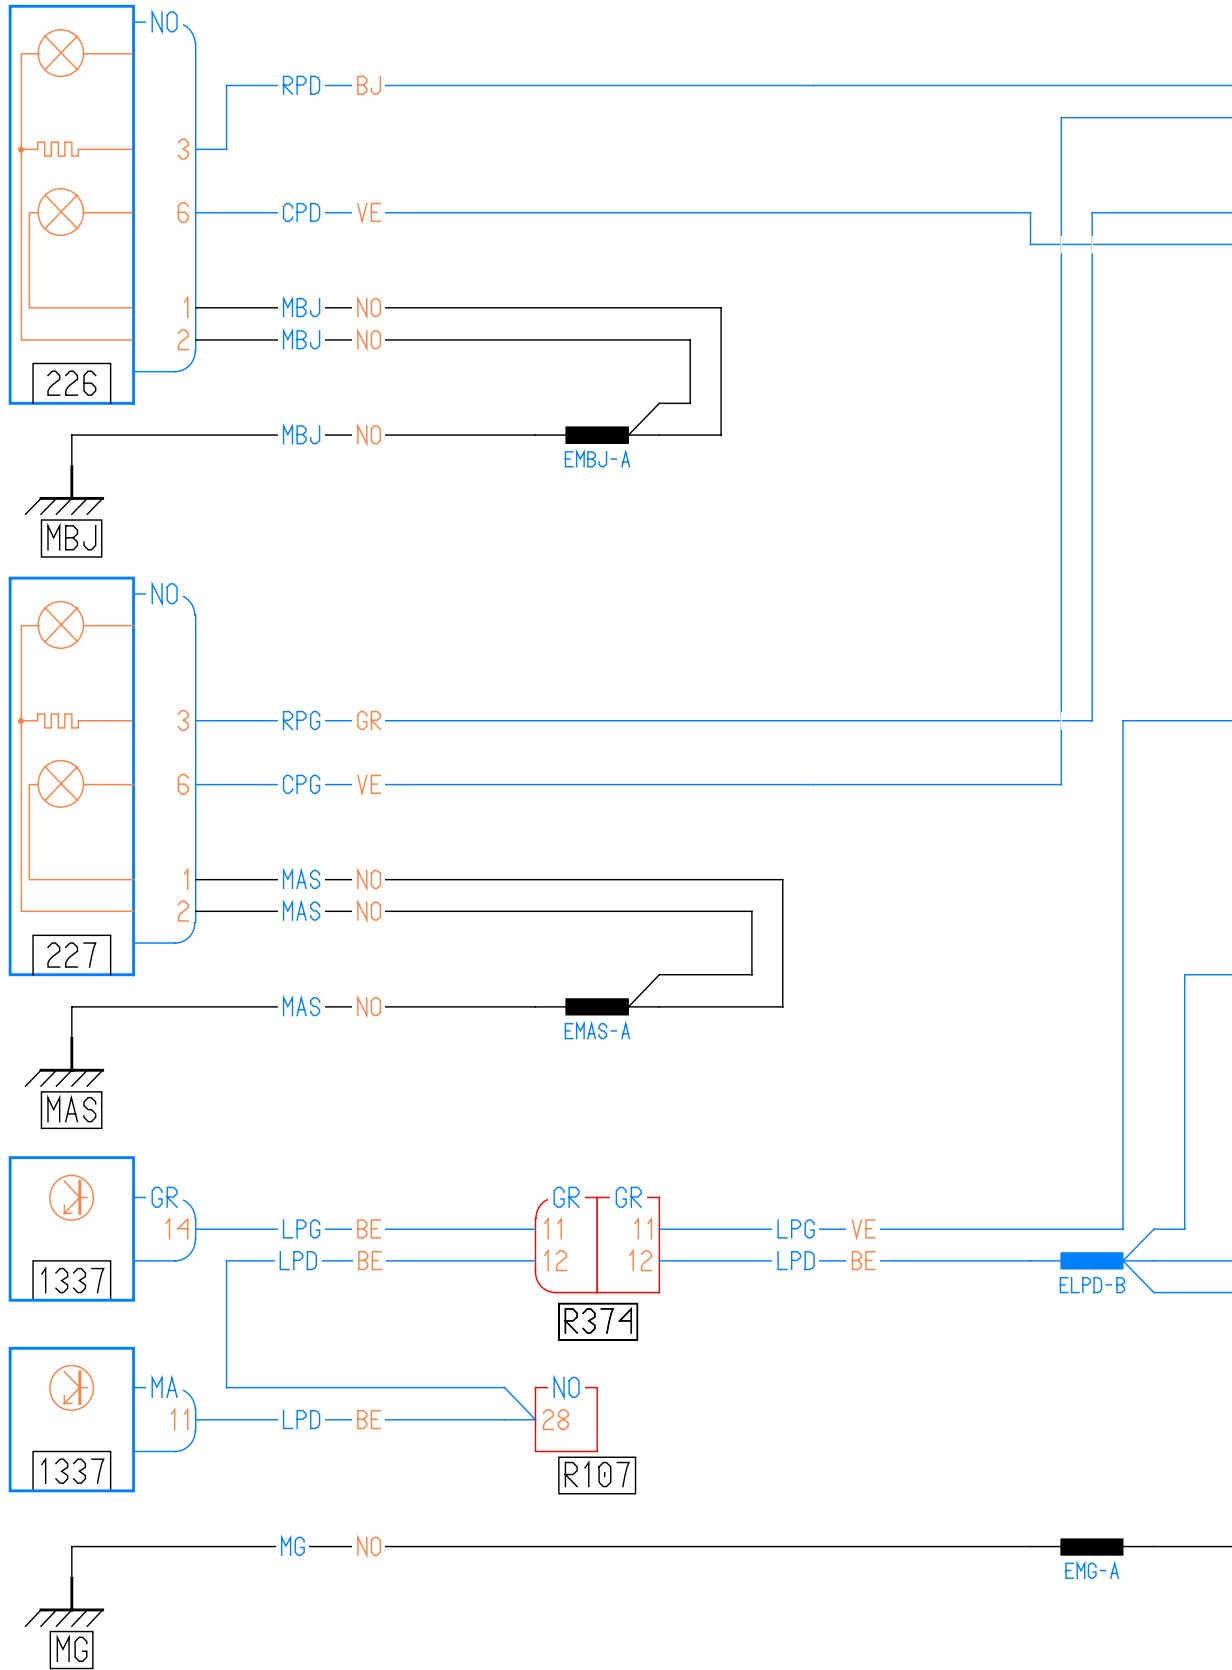 NO
RPD BJ
3
6 CPD VE
1 MBJ NO
2 MBJ NO
226
MBJ NO
EMBJ-A
MBJ
NO
3 RPG GR
6 CPG VE
1 MAS NO
2 MAS NO
227
MAS NO
EMAS-A
MAS
GR GR GR
14 LPG BE 11 11 LPG VE
LPD BE 12 12 LPD BE
1337 ELPD-B
R374
MA NO
11 LPD BE 28
1337 R107
MG NO
EMG-A
MG